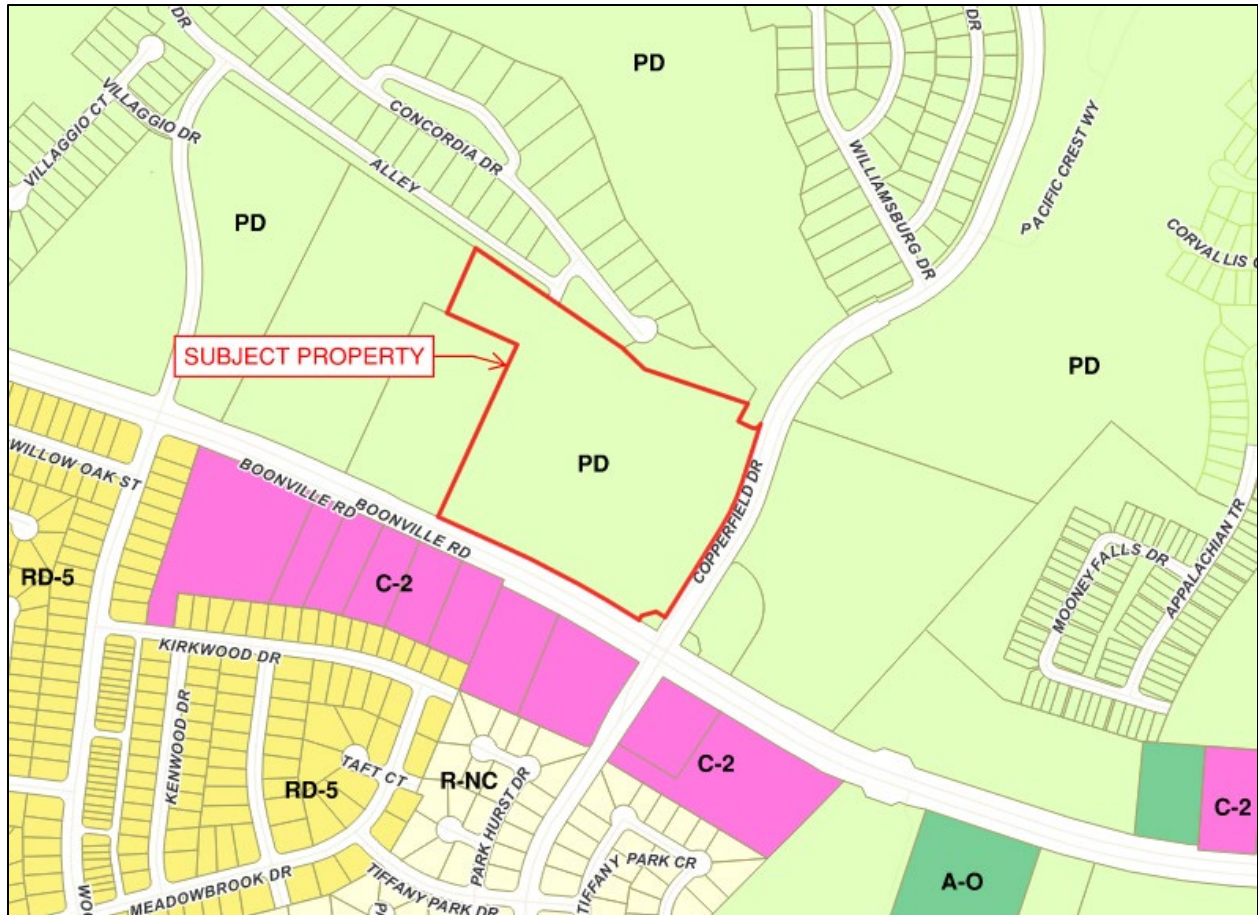 DR
DR
PD
VILLAGGIO DR
VILLAGGIO CT
CONCORDIA DR
ALLEY
PACIFIC CREST WY
WILLIAMSBURG DR
PD
CORVALLIS
SUBJECT PROPERTY
PD
PD
WILLOW OAK ST
BOONVILLE RD
BOONVILLE RD
COPPERFIELD DR
MOONEY FALLS DR
APPALACHIAN TR
RD-5
C-2
KIRKWOOD DR
KENWOOD DR
TAFT CT
RD-5
R-NC
PARK HURST DR
C-2
C-2
TIFFANY PARK CR
TIFFANY PARK DR
MEADOWBROOK DR
A-O
WO